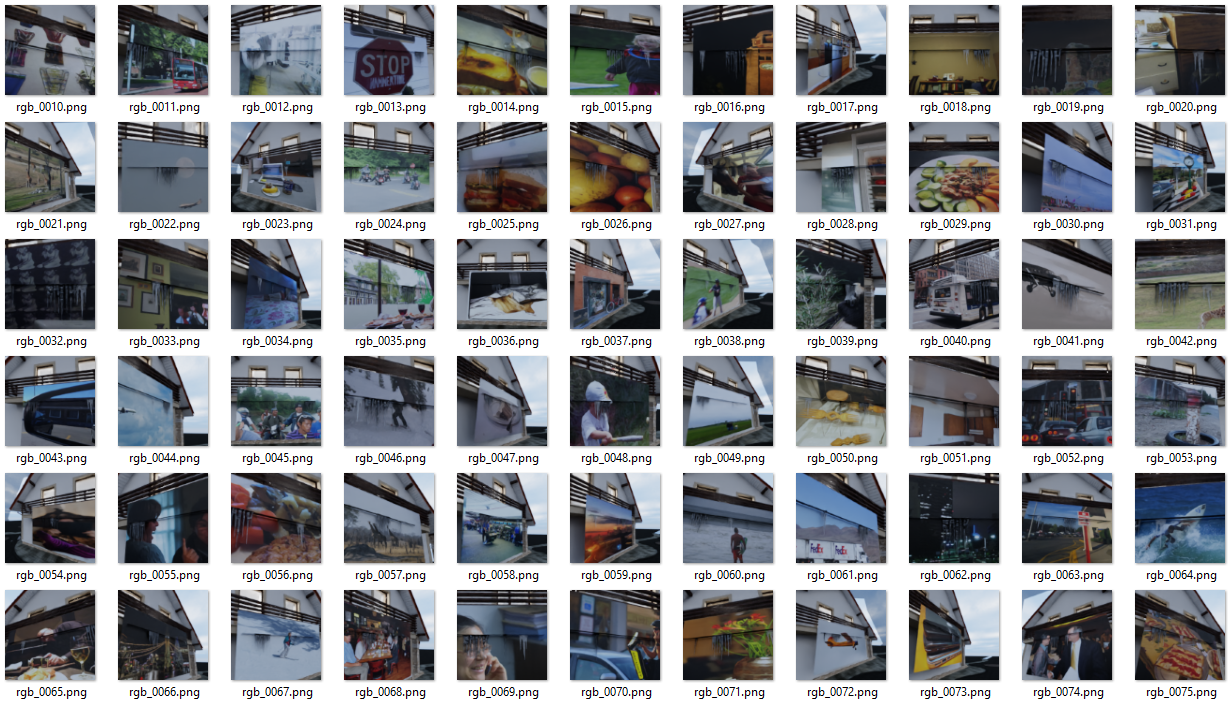 rgb_0010.png rgb_0011.png rgb_0012.png rgb_0013.png rgb_0014.png rgb_0015.png rgb_0016.png rgb_0017.png rgb_0018.png rgb_0019.png rgb_0020.png
STOP
HAMMERTIME
rgb_0021.png rgb_0022.png rgb_0023.png rgb_0024.png rgb_0025.png rgb_0026.png rgb_0027.png rgb_0028.png rgb_0029.png rgb_0030.png rgb_0031.png
rgb_0032.png rgb_0033.png rgb_0034.png rgb_0035.png rgb_0036.png rgb_0037.png rgb_0038.png rgb_0039.png rgb_0040.png rgb_0041.png rgb_0042.png
rgb_0043.png rgb_0044.png rgb_0045.png rgb_0046.png rgb_0047.png rgb_0048.png rgb_0049.png rgb_0050.png rgb_0051.png rgb_0052.png rgb_0053.png
FedEx FedEx
rgb_0054.png rgb_0055.png rgb_0056.png rgb_0057.png rgb_0058.png rgb_0059.png rgb_0060.png rgb_0061.png rgb_0062.png rgb_0063.png rgb_0064.png
rgb_0065.png rgb_0066.png rgb_0067.png rgb_0068.png rgb_0069.png rgb_0070.png rgb_0071.png rgb_0072.png rgb_0073.png rgb_0074.png rgb_0075.png